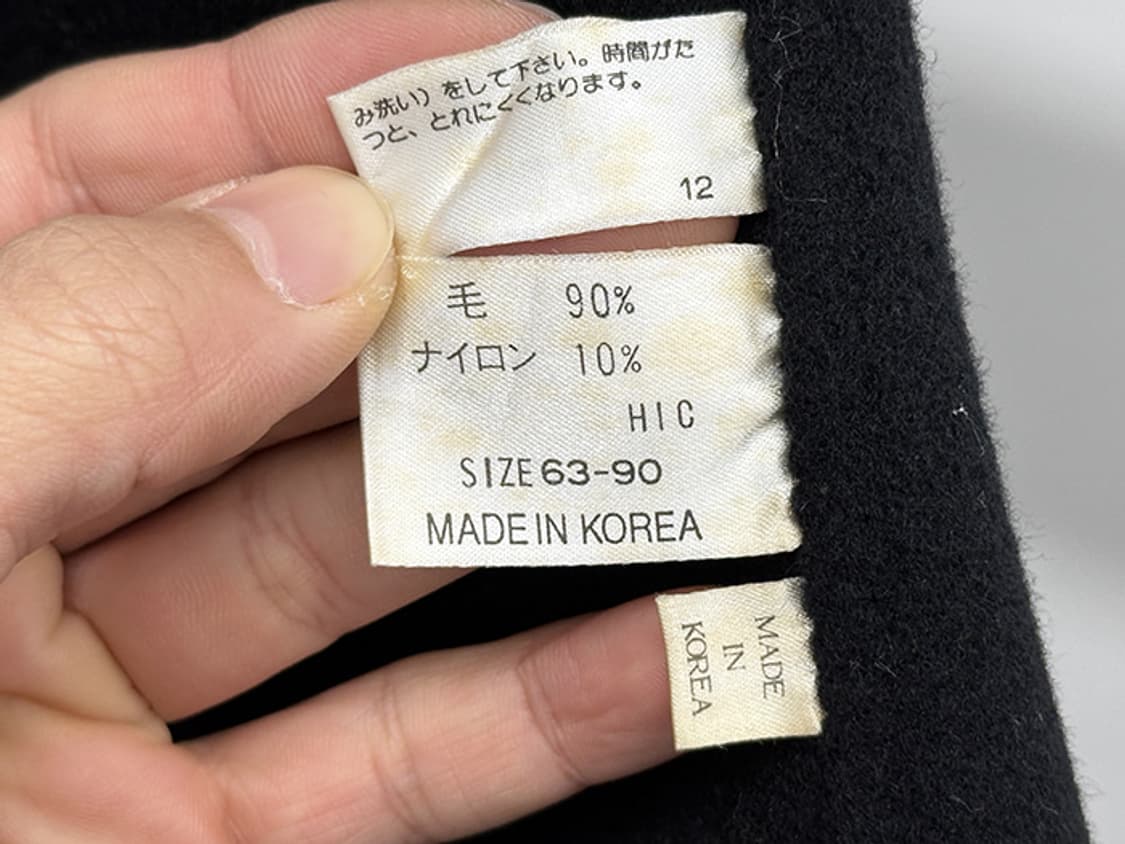 み洗い）をして下さい。時間がた
つと、とれにくくなります。
12
毛 90%
ナイロン 10%
HIC
SIZE 63-90
MADE IN KOREA
MADE
IN
KOREA